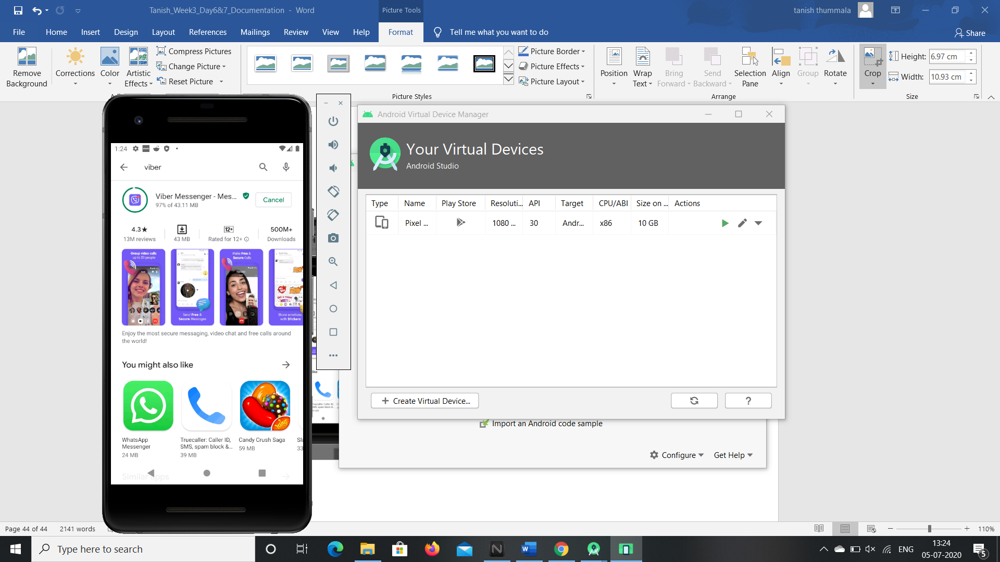 Tanish_Week3_Day6&7_Documentation - Word
Picture Tools
tanish thummala
File
Home
Insert
Design
Layout
References
Mailings
Review
View
Help
Format
Tell me what you want to do
Share
Remove Background
Corrections
Color
Artistic Effects
Compress Pictures
Change Picture
Reset Picture
Picture Styles
Picture Border
Picture Effects
Picture Layout
Position
Wrap Text
Bring Forward
Send Backward
Selection Pane
Align
Group
Rotate
Arrange
Crop
Height: 6.97 cm
Width: 10.93 cm
Size
1:24
viber
Viber Messenger - Mes...
97% of 43.11 MB
Cancel
4.3★
13M reviews
43 MB
12+
Rated for 12+
500M+
Downloads
Group video calls
up to 20 people
Send Free &
Secure Messages
Make Free &
Secure Calls
Share emotions
with Stickers
Enjoy the most secure messaging, video chat and free calls around
the world!
You might also like
WhatsApp
Messenger
24 MB
Truecaller: Caller ID,
SMS, spam block &...
39 MB
King
Candy Crush Saga
59 MB
Sla
33
Similar apps
Android Virtual Device Manager
Your Virtual Devices
Android Studio
Type Name Play Store Resoluti... API Target CPU/ABI Size on ... Actions
Pixel ... 1080 ... 30 Andr... x86 10 GB
+ Create Virtual Device...
?
Import an Android code sample
Configure
Get Help
Page 44 of 44
2141 words
110%
Type here to search
ENG
13:24
05-07-2020
5